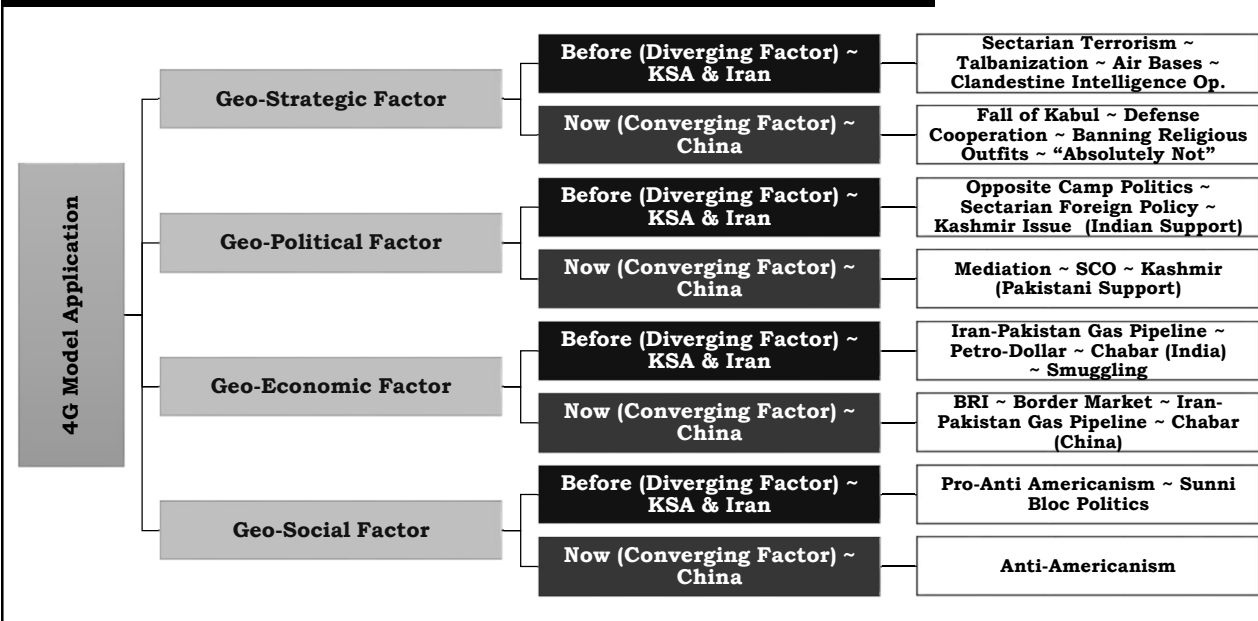 4G Model Application
Geo-Strategic Factor
Before (Diverging Factor) ~
KSA & Iran
Sectarian Terrorism ~
Talbanization ~ Air Bases ~
Clandestine Intelligence Op.
Now (Converging Factor) ~
China
Fall of Kabul ~ Defense
Cooperation ~ Banning Religious
Outfits ~ “Absolutely Not”
Geo-Political Factor
Before (Diverging Factor) ~
KSA & Iran
Opposite Camp Politics ~
Sectarian Foreign Policy ~
Kashmir Issue (Indian Support)
Now (Converging Factor) ~
China
Mediation ~ SCO ~ Kashmir
(Pakistani Support)
Geo-Economic Factor
Before (Diverging Factor) ~
KSA & Iran
Iran-Pakistan Gas Pipeline ~
Petro-Dollar ~ Chabar (India)
~ Smuggling
Now (Converging Factor) ~
China
BRI ~ Border Market ~ Iran-
Pakistan Gas Pipeline ~ Chabar
(China)
Geo-Social Factor
Before (Diverging Factor) ~
KSA & Iran
Pro-Anti Americanism ~ Sunni
Bloc Politics
Now (Converging Factor) ~
China
Anti-Americanism